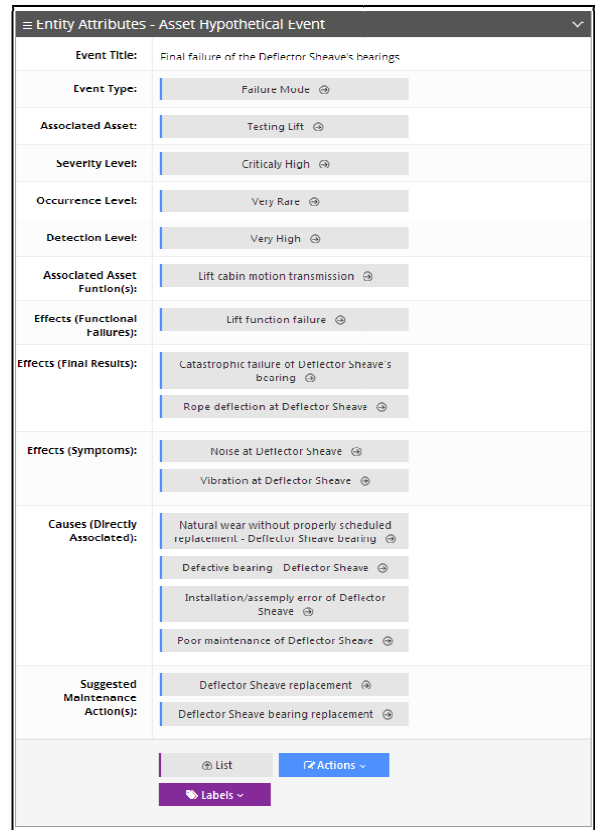 Entity Attributes - Asset Hypothetical Event
Event Title: Final failure of the Deflector Sheave's bearings
Event Type: Failure Mode
Associated Asset: Testing Lift
Severity Level: Criticaly High
Occurrence Level: Very Rare
Detection Level: Very High
Associated Asset
Funtion(s):
Lift cabin motion transmission
Effects (Functional
Failures):
Lift function failure
Effects (Final Results):
Catastrophic failure of Deflector Sheave's
bearing
Rope deflection at Deflector Sheave
Effects (Symptoms):
Noise at Deflector Sheave
Vibration at Deflector Sheave
Causes (Directly
Associated):
Natural wear without properly scheduled
replacement - Deflector Sheave bearing
Defective bearing Deflector Sheave
Installation/assemply error of Deflector
Sheave
Poor maintenance of Deflector Sheave
Suggested
Maintenance
Action(s):
Deflector Sheave replacement
Deflector Sheave bearing replacement
List
Actions
Labels